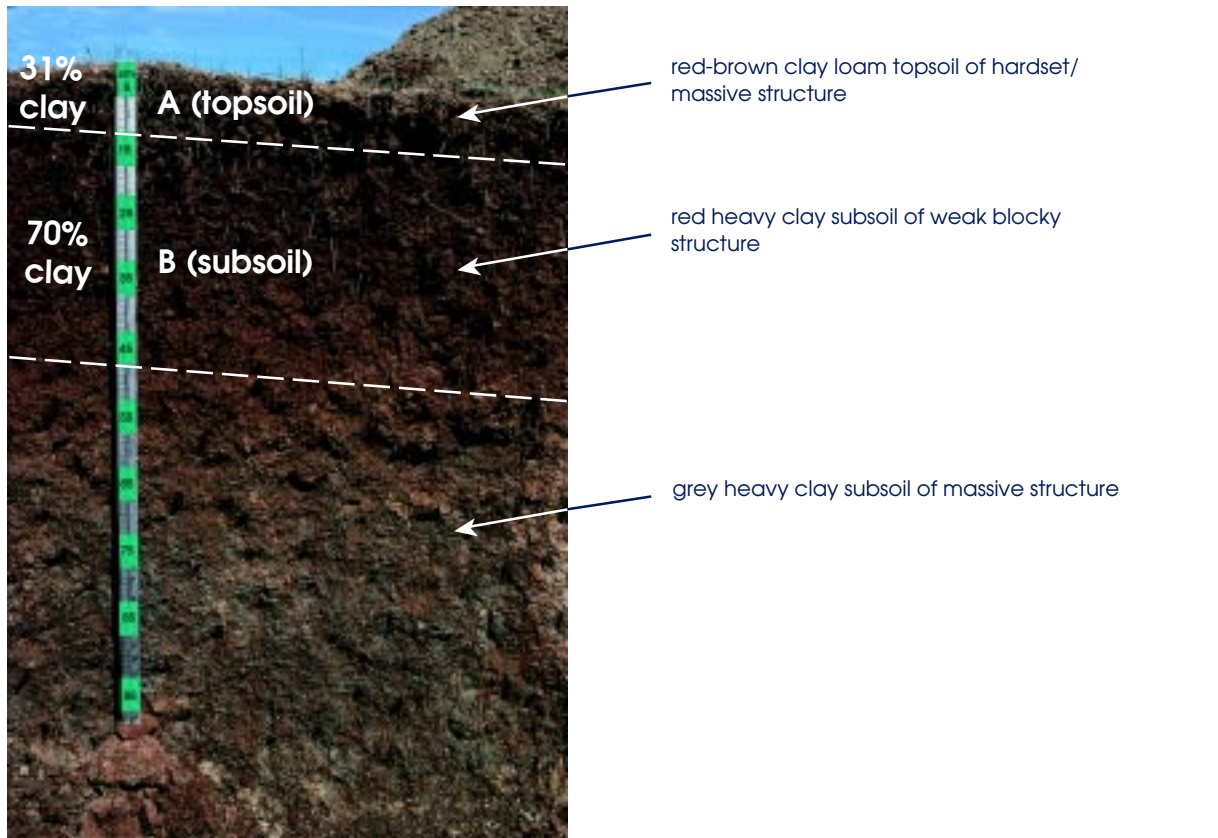 31%
clay
A (topsoil)
red-brown clay loam topsoil of hardset/
massive structure
70%
clay
B (subsoil)
red heavy clay subsoil of weak blocky
structure
grey heavy clay subsoil of massive structure